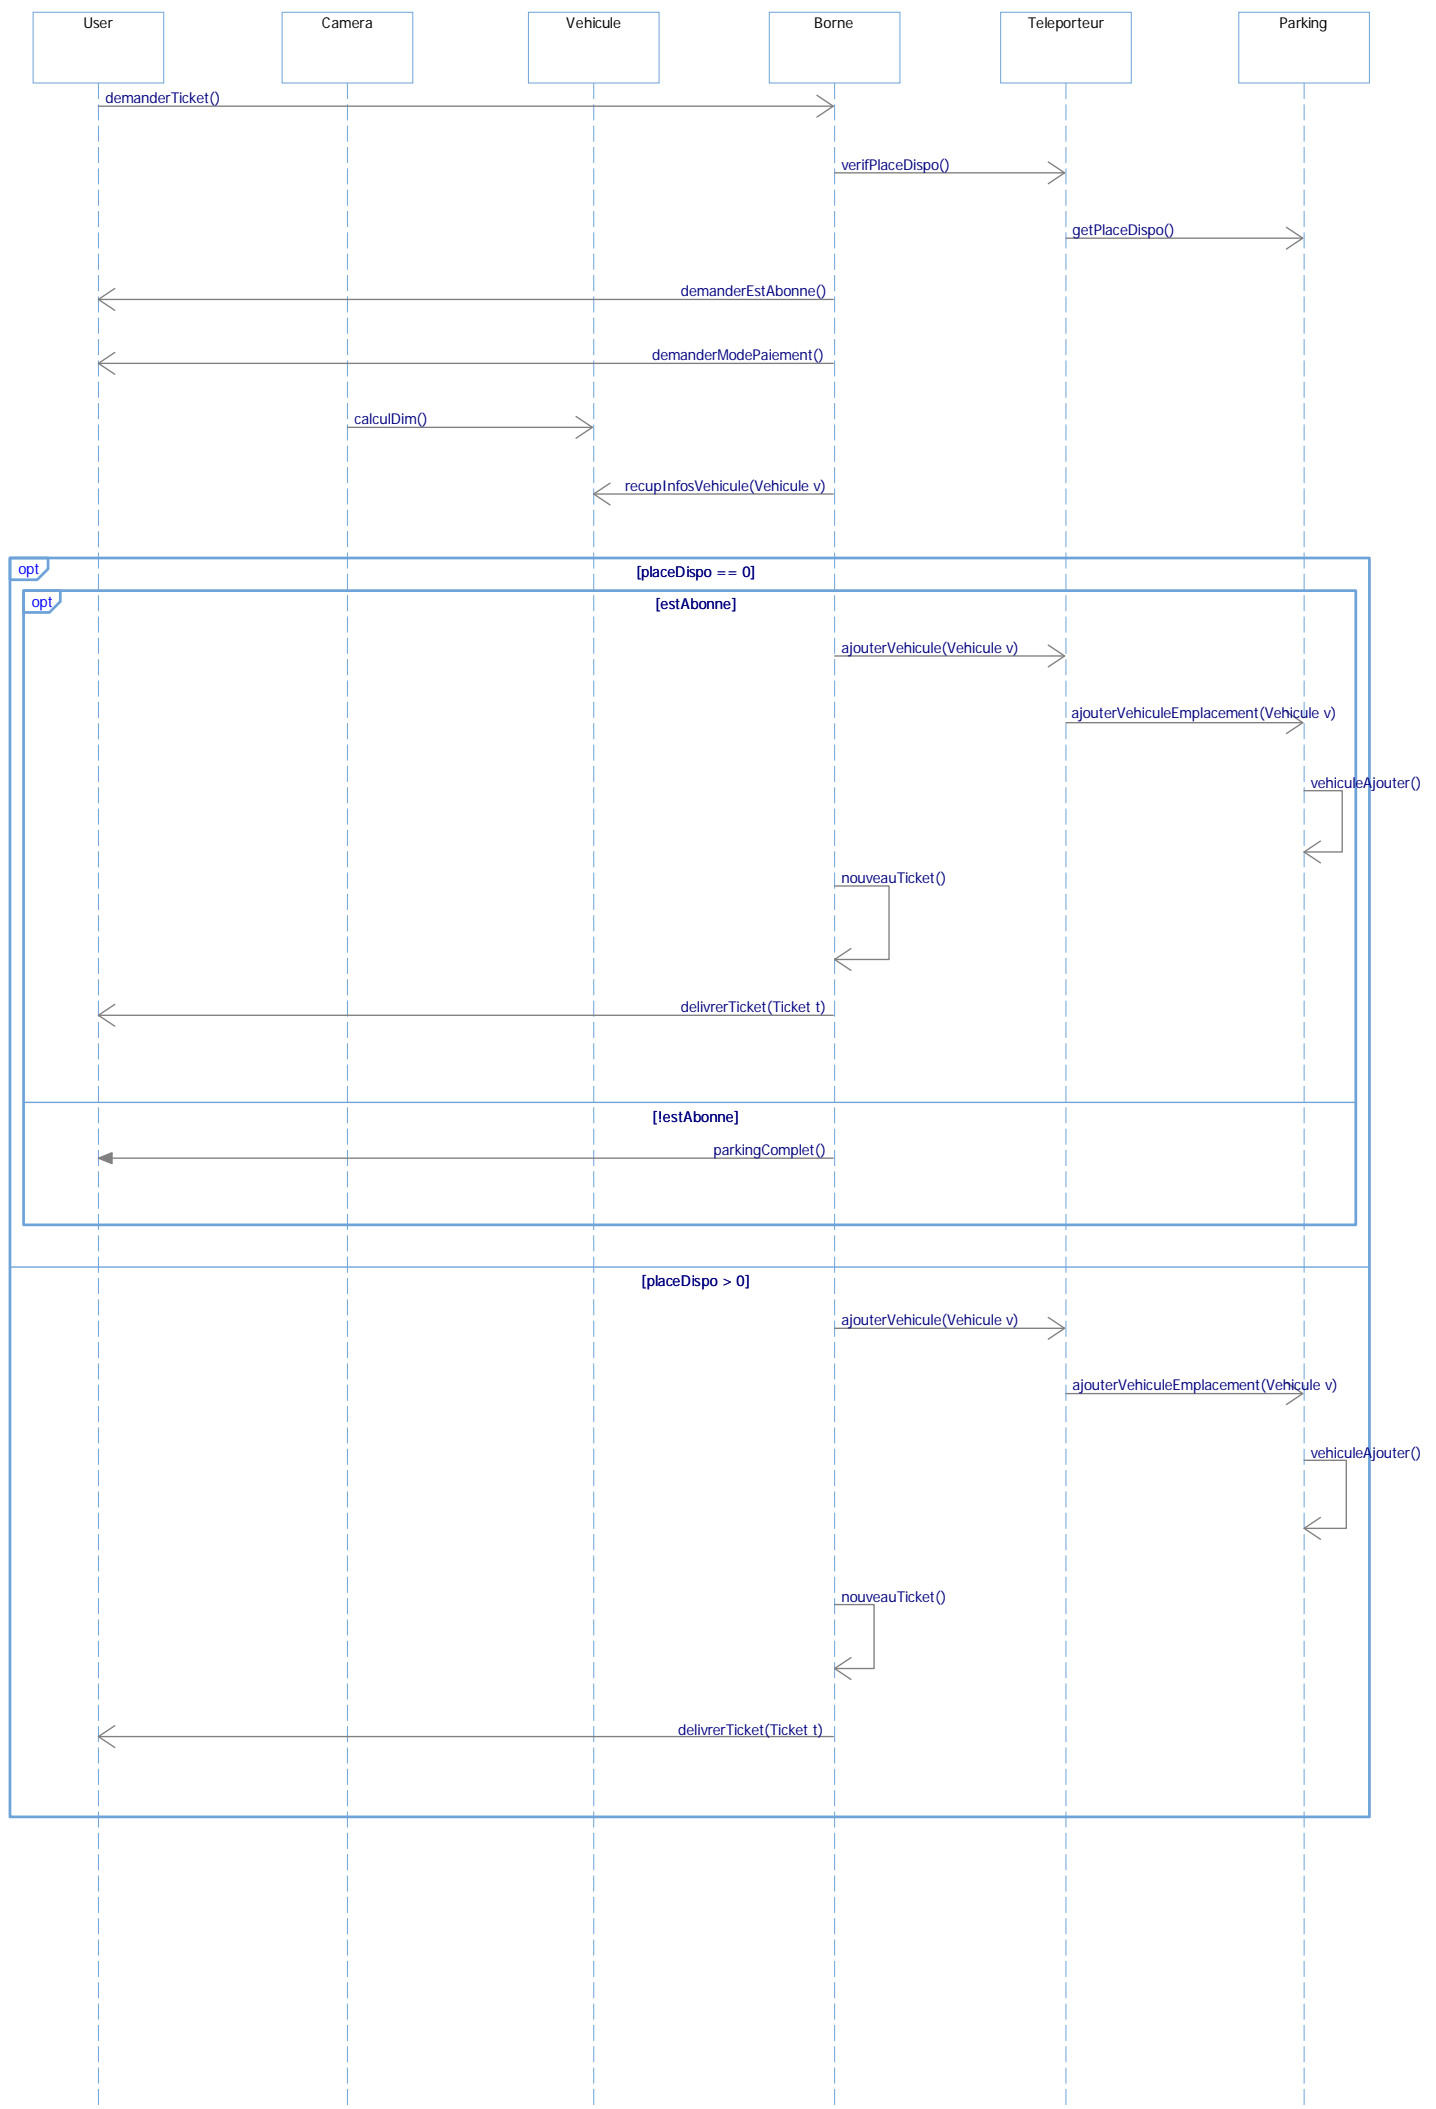 User
Camera
Vehicule
Borne
Teleporteur
Parking
demanderTicket()
verifPlaceDispo()
getPlaceDispo()
demanderEstAbonne()
demanderModePaiement()
calculDim()
recupInfosVehicule(Vehicule v)
opt
[placeDispo == 0]
opt
[estAbonne]
ajouterVehicule(Vehicule v)
ajouterVehiculeEmplacement(Vehicule v)
vehiculeAjouter()
nouveauTicket()
delivrerTicket(Ticket t)
[!estAbonne]
parkingComplet()
[placeDispo > 0]
ajouterVehicule(Vehicule v)
ajouterVehiculeEmplacement(Vehicule v)
vehiculeAjouter()
nouveauTicket()
delivrerTicket(Ticket t)